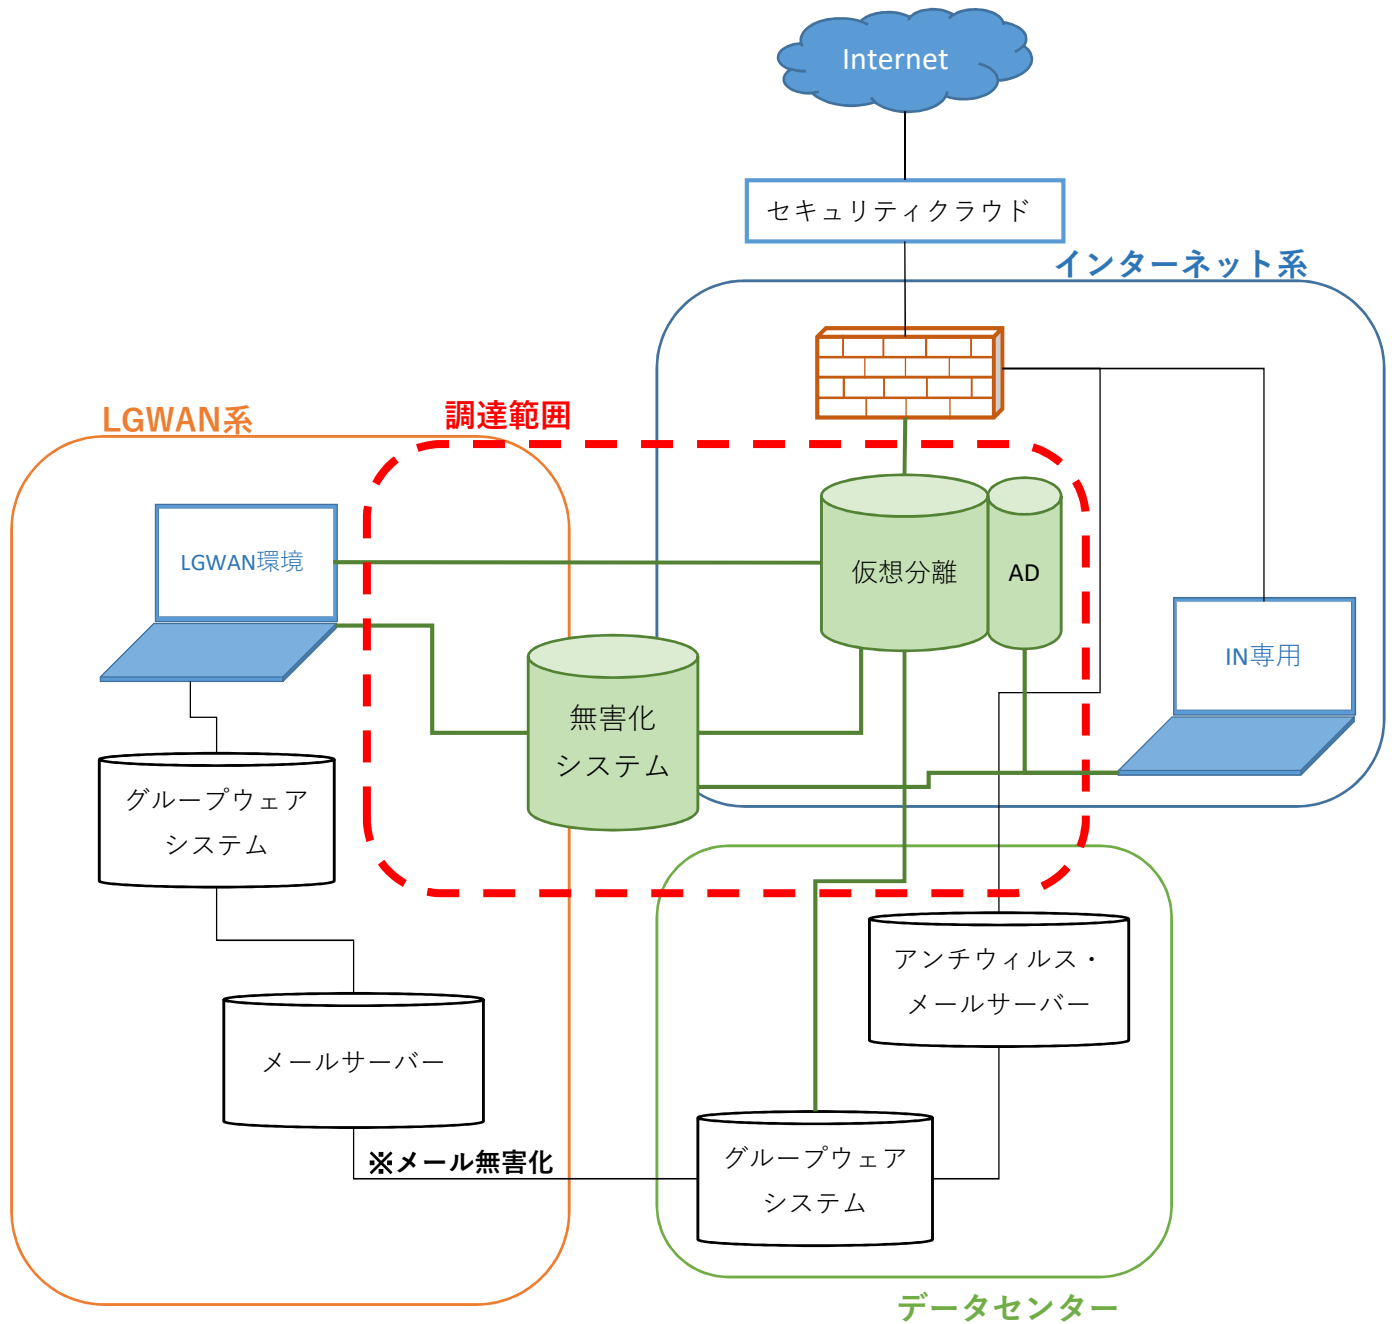 Internet
セキュリティクラウド
インターネット系
LGWAN系
調達範囲
LGWAN環境
仮想分離
AD
IN専用
無害化
システム
グループウェア
システム
アンチウィルス・
メールサーバー
メールサーバー
※メール無害化
グループウェア
システム
データセンター